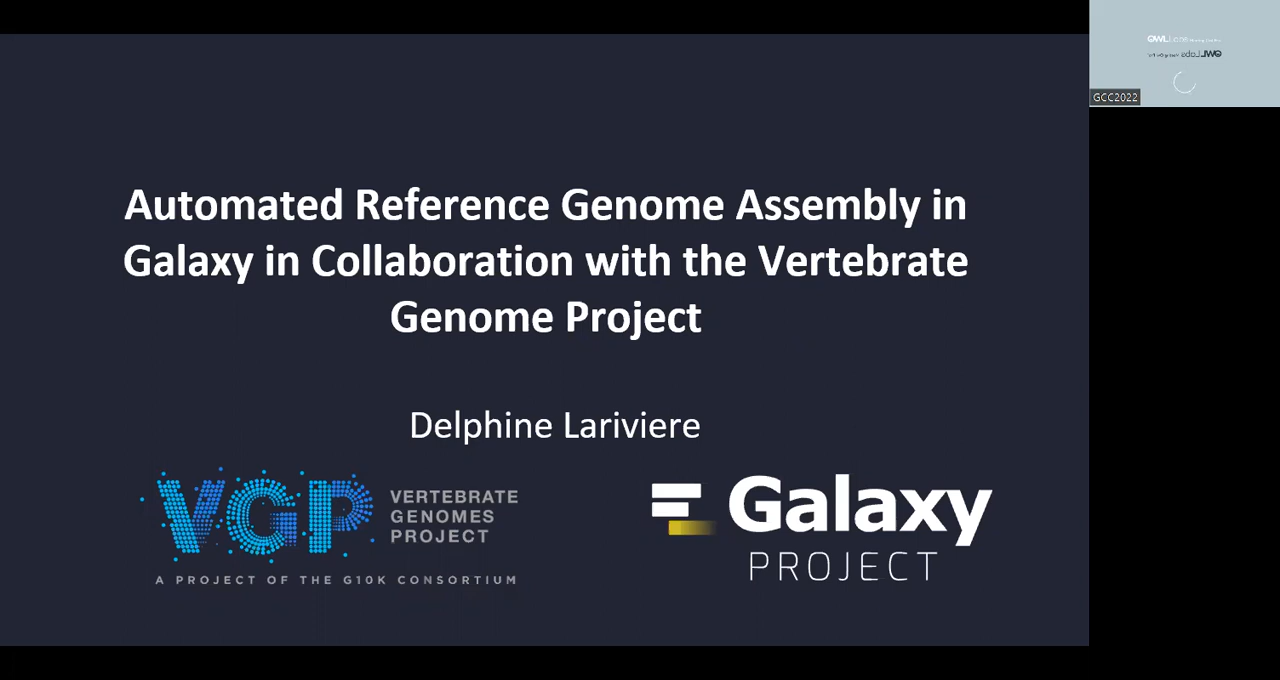 Automated Reference Genome Assembly in
Galaxy in Collaboration with the Vertebrate
Genome Project
Delphine Lariviere
VGP
VERTEBRATE
GENOMES
PROJECT
A PROJECT OF THE G10K CONSORTIUM
Galaxy
PROJECT
OWL
GCC2022